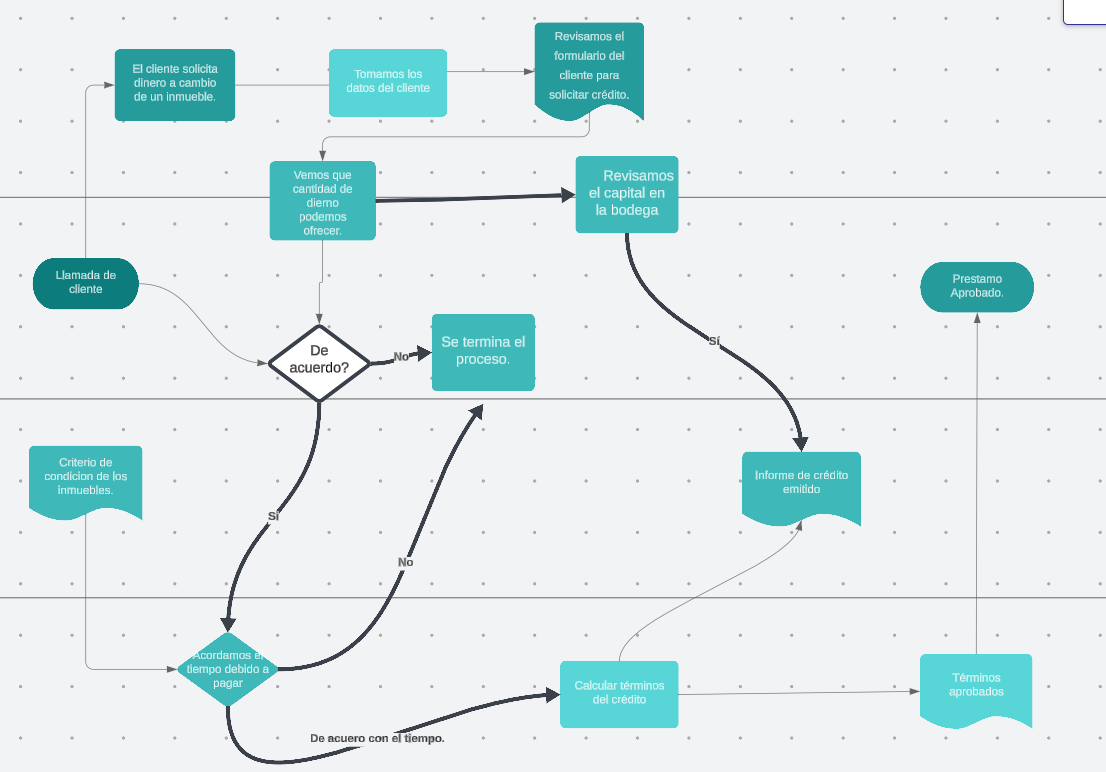 El cliente solicita
dinero a cambio
de un inmueble.
Tomamos los
datos del cliente
Revisamos el
formulario del
cliente para
solicitar crédito.
Vemos que
cantidad de
dierno
podemos
ofrecer.
Revisamos
el capital en
la bodega
Llamada de
cliente
Prestamo
Aprobado.
De
acuerdo?
No
Se termina el
proceso.
Sí
Criterio de
condicion de los
inmuebles.
Informe de crédito
emitido
Sí
No
Acordamos el
tiempo debido a
pagar
Calcular términos
del crédito
Términos
aprobados
De acuero con el tiempo.